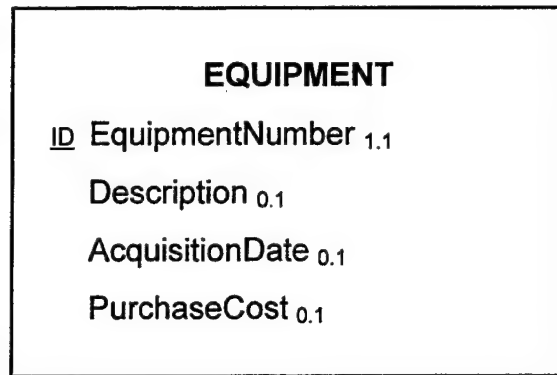 EQUIPMENT
ID EquipmentNumber 1.1
Description 0.1
AcquisitionDate 0.1
PurchaseCost 0.1